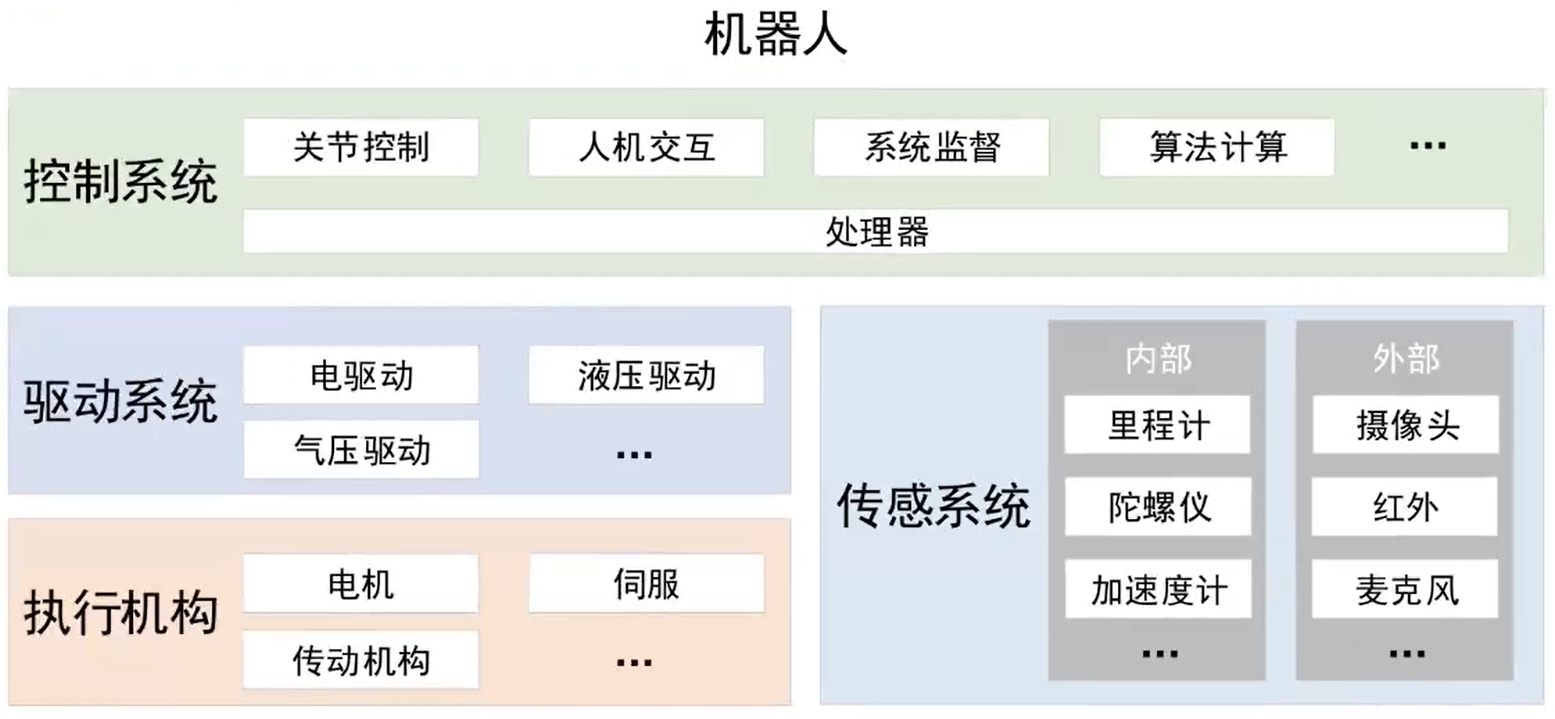 机器人
控制系统
关节控制 人机交互 系统监督 算法计算 ...
处理器
驱动系统
电驱动 液压驱动
气压驱动 ...
执行机构
电机 伺服
传动机构 ...
传感系统
内部
里程计
陀螺仪
加速度计
...
外部
摄像头
红外
麦克风
...